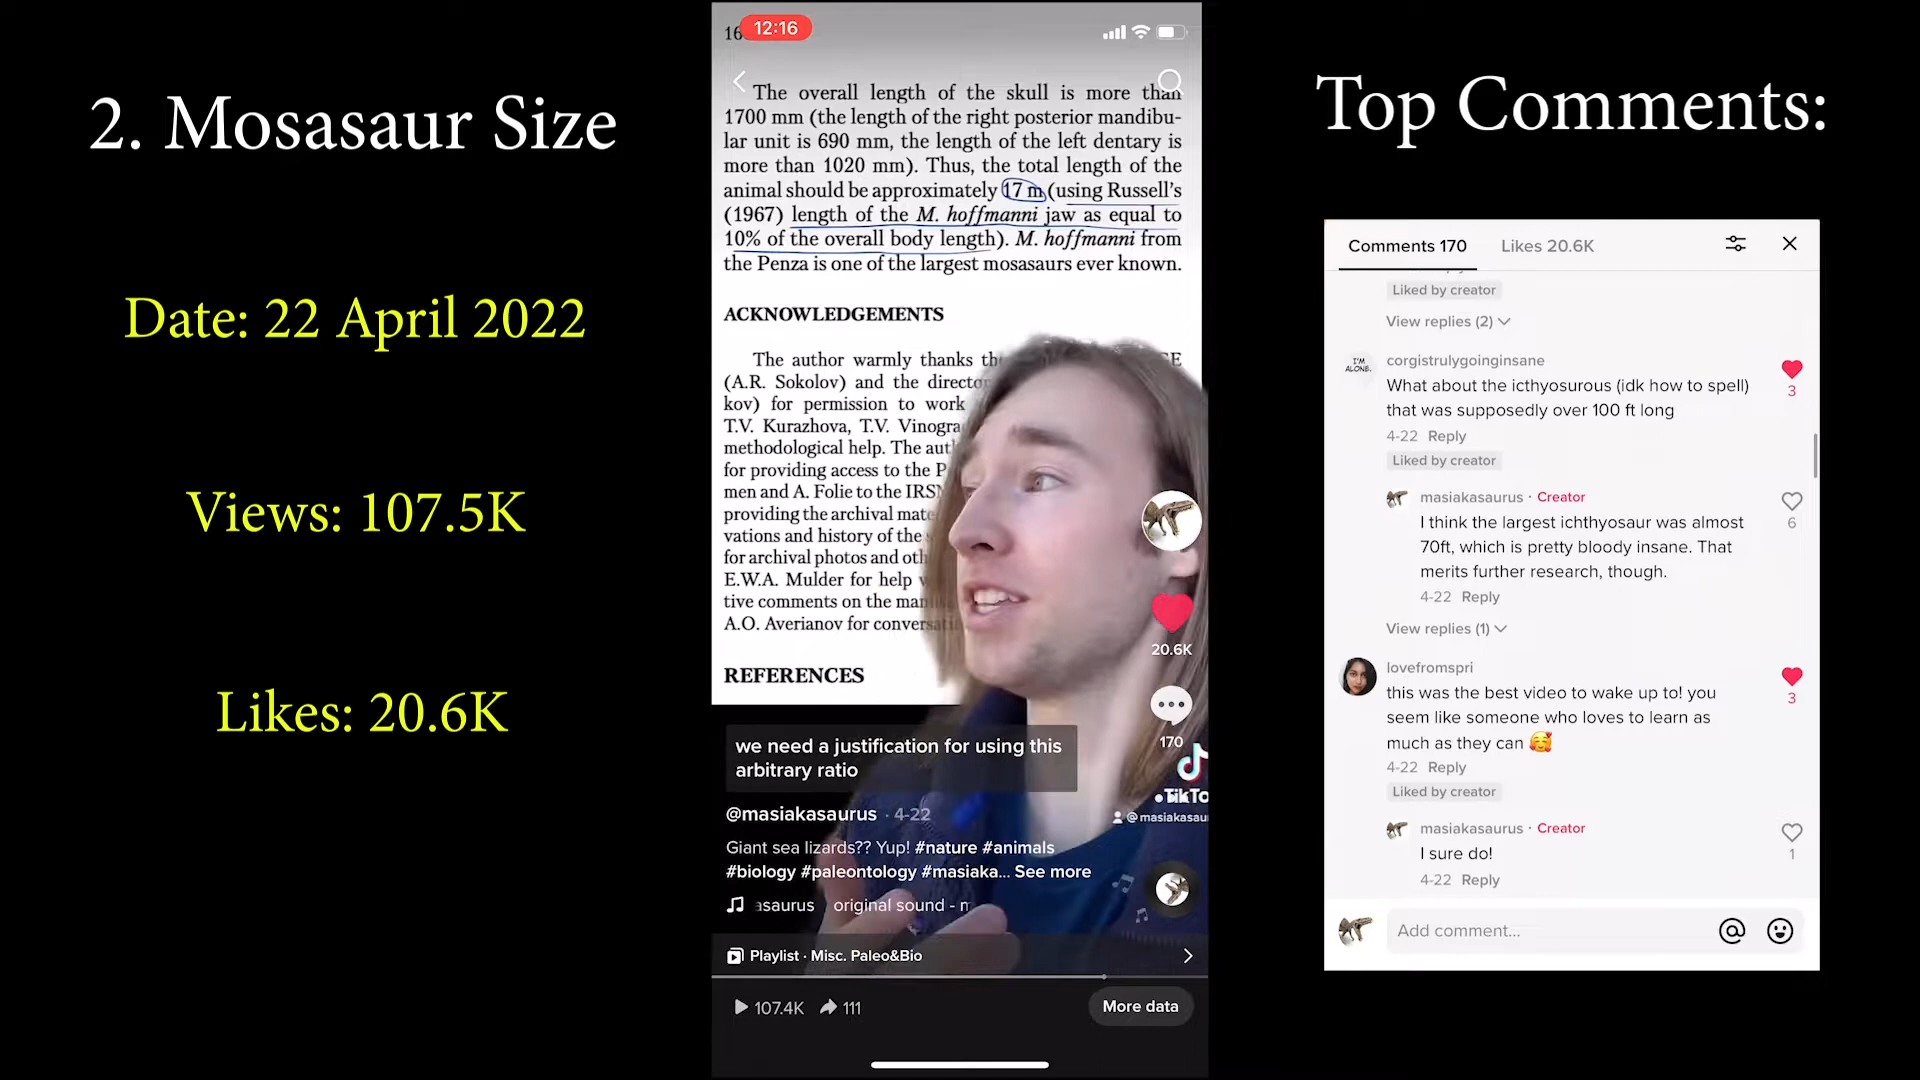 2. Mosasaur Size
Date: 22 April 2022
Views: 107.5K
Likes: 20.6K
16
12:16
The overall length of the skull is more than
1700 mm (the length of the right posterior mandibu-
lar unit is 690 mm, the length of the left dentary is
more than 1020 mm). Thus, the total length of the
animal should be approximately 17 m (using Russell's
(1967) length of the M. hoffmanni jaw as equal to
10% of the overall body length). M. hoffmanni from
the Penza is one of the largest mosasaurs ever known.
ACKNOWLEDGEMENTS
The author warmly thanks
(A.R. Sokolov) and the
kov) for permission to work
T.V. Kurazhova, T.V.
methodological help. The
for providing access to the
men and A. Folie to the
providing the archival
vations and history of the
for archival photos and
E.W.A. Mulder for help
tive comments on the
A.O. Averianov for
REFERENCES
20.6K
170
we need a justification for using this
arbitrary ratio
TikTo
@masiakasau
@masiakasaurus · 4-22
Giant sea lizards?? Yup! #nature #animals
#biology #paleontology #masiaka... See more
asaurus original sound - m
Playlist · Misc. Paleo&Bio
107.4K 111
More data
Top Comments:
Comments 170 Likes 20.6K
Liked by creator
View replies (2)
I'M
ALONE.
corgistrulygoinginsane
What about the icthyosurous (idk how to spell)
that was supposedly over 100 ft long
3
4-22 Reply
Liked by creator
masiakasaurus · Creator
I think the largest ichthyosaur was almost
70ft, which is pretty bloody insane. That
merits further research, though.
6
4-22 Reply
View replies (1)
lovefromspri
this was the best video to wake up to! you
seem like someone who loves to learn as
much as they can 🥰
3
4-22 Reply
Liked by creator
masiakasaurus · Creator
I sure do!
1
4-22 Reply
Add comment...